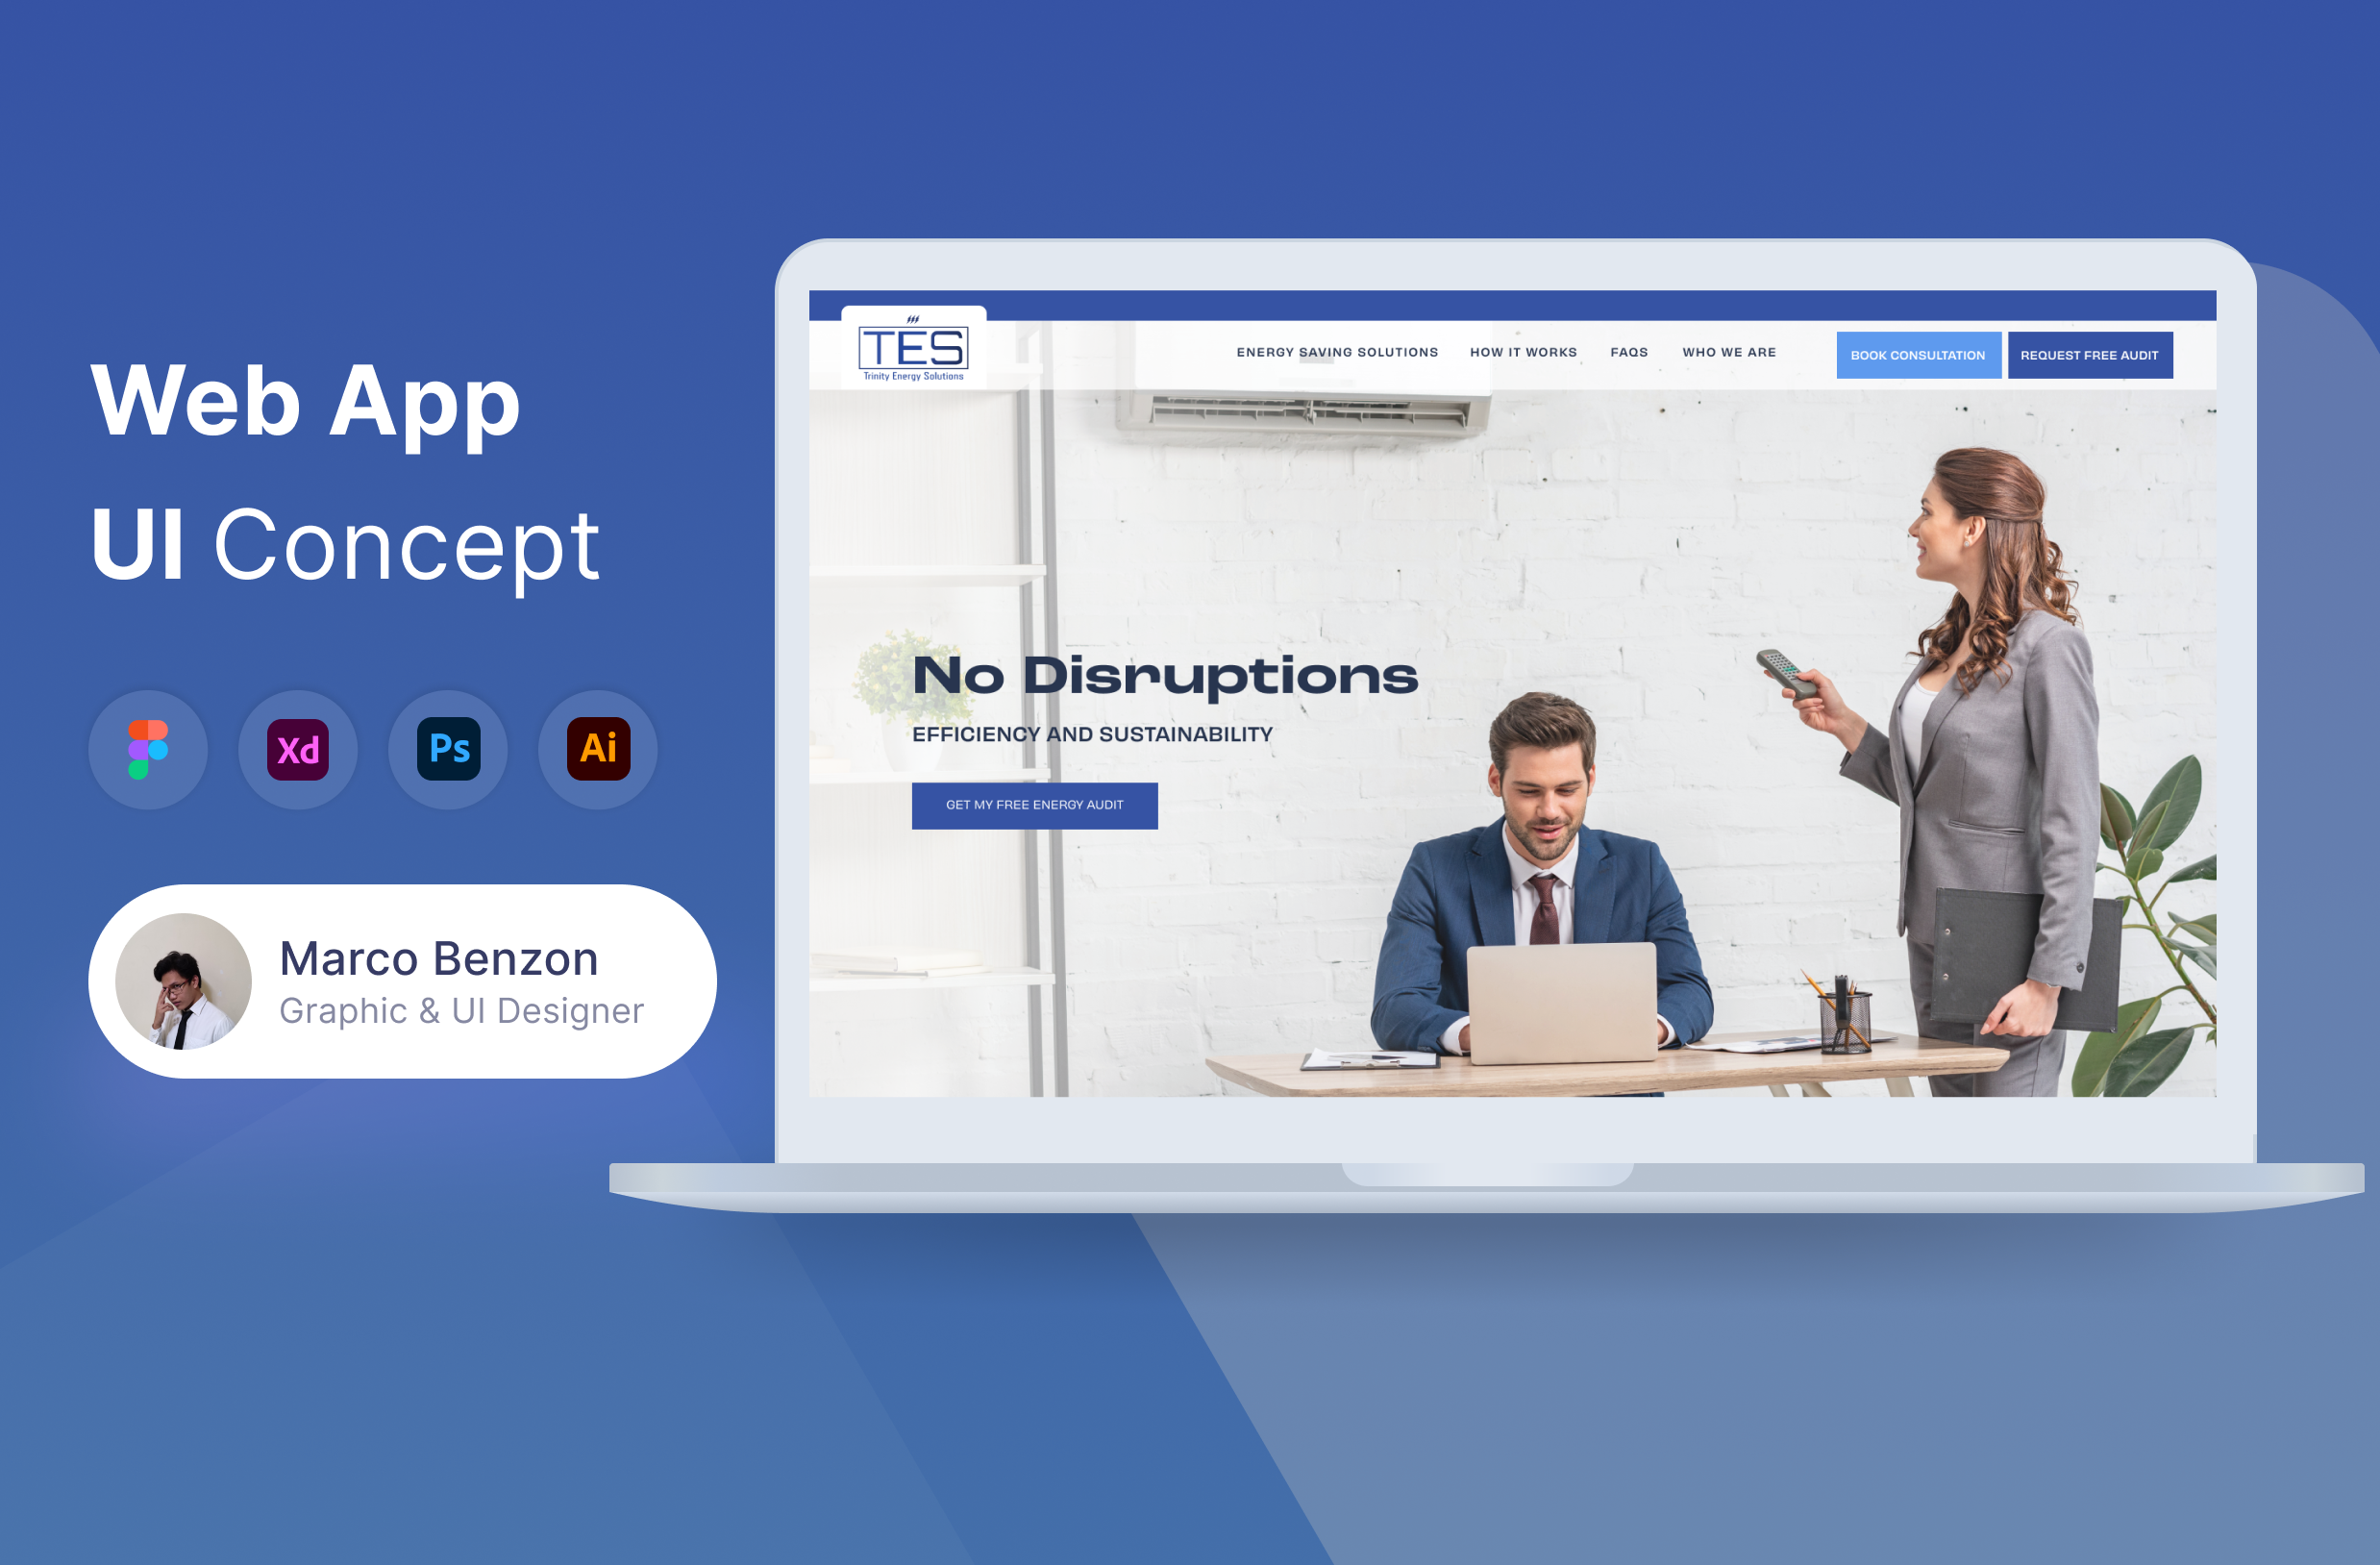 Web App
UI Concept
Xd
Ps
Ai
Marco Benzon
Graphic & UI Designer
TES
Trinity Energy Solutions
ENERGY SAVING SOLUTIONS
HOW IT WORKS
FAQS
WHO WE ARE
BOOK CONSULTATION
REQUEST FREE AUDIT
No Disruptions
EFFICIENCY AND SUSTAINABILITY
GET MY FREE ENERGY AUDIT